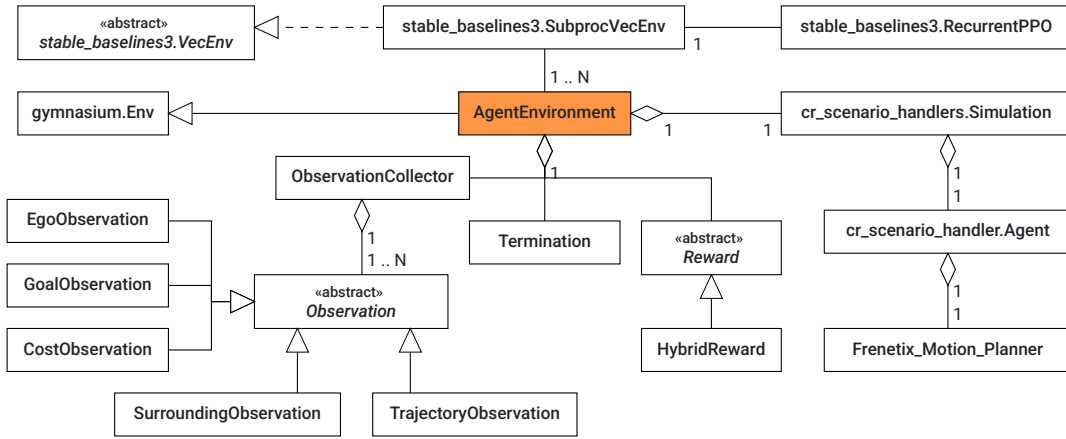 «abstract»
stable_baselines3.VecEnv
stable_baselines3.SubprocVecEnv
1
stable_baselines3.RecurrentPPO
1 .. N
gymnasium.Env
AgentEnvironment
1
1
cr_scenario_handlers.Simulation
1
ObservationCollector
1
1
EgoObservation
1
1 .. N
Termination
«abstract»
Reward
cr_scenario_handler.Agent
GoalObservation
«abstract»
Observation
1
1
CostObservation
HybridReward
Frenetix_Motion_Planner
SurroundingObservation
TrajectoryObservation